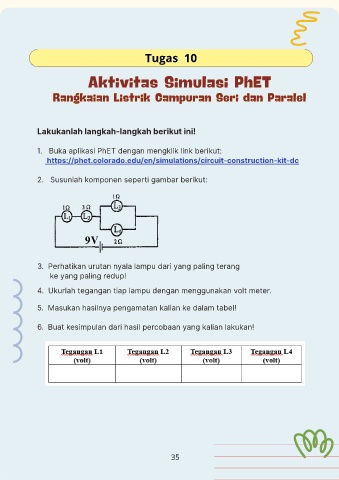 Tugas 10
Aktivitas Simulasi PhET
Rangkaian Listrik Campuran Seri dan Paralel
Lakukanlah langkah-langkah berikut ini!
1. Buka aplikasi PhET dengan mengklik link berikut:
https://phet.colorado.edu/en/simulations/circuit-construction-kit-dc
2. Susunlah komponen seperti gambar berikut:
1Ω
1Ω 3Ω
L₁ L₂
9V 2Ω
3. Perhatikan urutan nyala lampu dari yang paling terang
ke yang paling redup!
4. Ukurlah tegangan tiap lampu dengan menggunakan volt meter.
5. Masukan hasilnya pengamatan kalian ke dalam tabel!
6. Buat kesimpulan dari hasil percobaan yang kalian lakukan!
Tegangan L1 Tegangan L2 Tegangan L3 Tegangan L4
(volt) (volt) (volt) (volt)
35